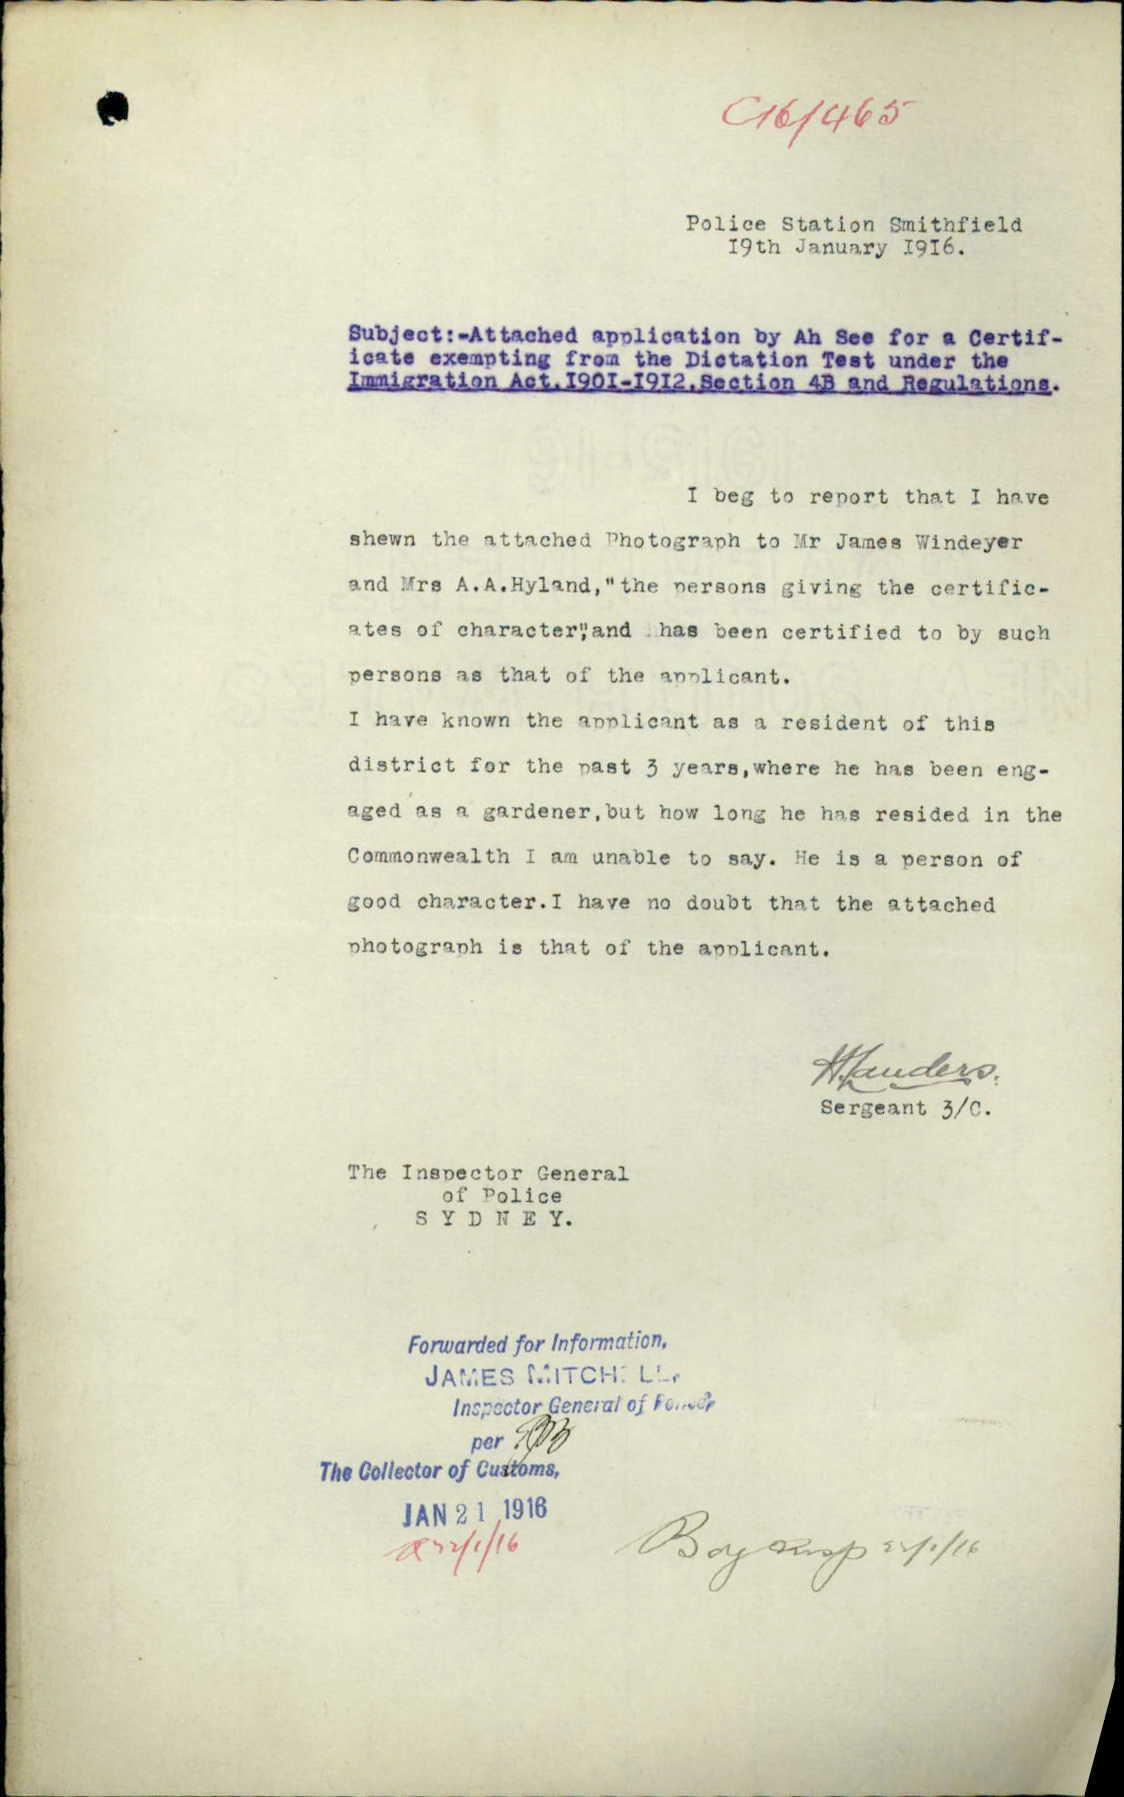 C16/465
Police Station Smithfield
19th January 1916.
Subject:-Attached application by Ah See for a Certif-
icate exempting from the Dictation Test under the
Immigration Act.1901-1912.Section 4B and Regulations.
I beg to report that I have
shewn the attached Photograph to Mr James Windeyer
and Mrs A.A.Hyland,"the persons giving the certific-
ates of character",and has been certified to by such
persons as that of the applicant.
I have known the applicant as a resident of this
district for the past 3 years,where he has been eng-
aged as a gardener,but how long he has resided in the
Commonwealth I am unable to say. He is a person of
good character.I have no doubt that the attached
photograph is that of the applicant.
Sergeant 3/C.
The Inspector General
of Police
SYDNEY.
Forwarded for Information.
JAMES MITCHELL,
Inspector General of Police,
per
The Collector of Customs,
JAN 21 1916
22/1/16